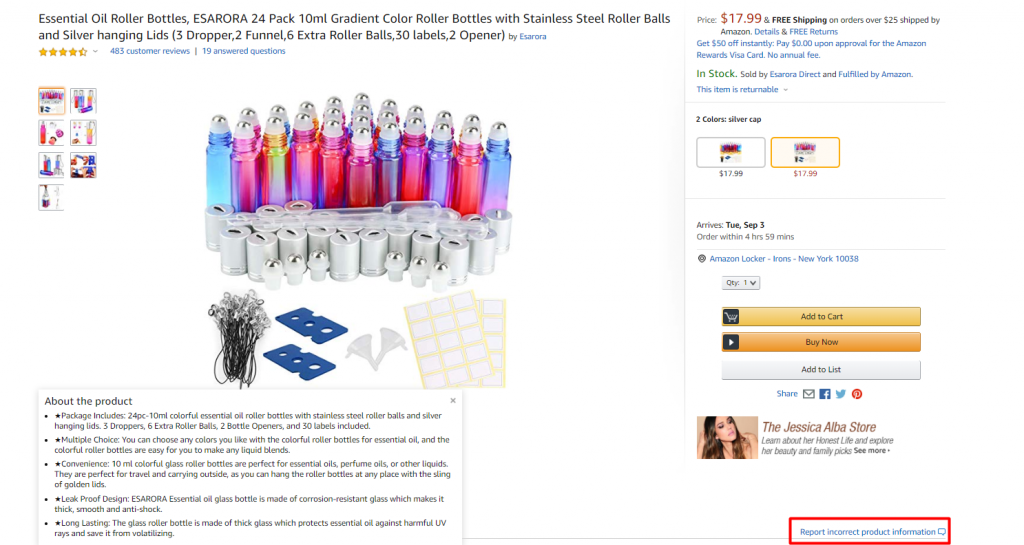 Essential Oil Roller Bottles, ESARORA 24 Pack 10ml Gradient Color Roller Bottles with Stainless Steel Roller Balls
and Silver hanging Lids (3 Dropper,2 Funnel,6 Extra Roller Balls,30 labels,2 Opener) by Esarora
483 customer reviews | 19 answered questions
About the product
★Package Includes: 24pc-10ml colorful essential oil roller bottles with stainless steel roller balls and silver
hanging lids. 3 Droppers, 6 Extra Roller Balls, 2 Bottle Openers, and 30 labels included.
★Multiple Choice: You can choose any colors you like with the colorful roller bottles for essential oil, and the
colorful roller bottles are easy for you to make any liquid blends.
★Convenience: 10 ml colorful glass roller bottles are perfect for essential oils, perfume oils, or other liquids.
They are perfect for travel and carrying outside, as you can hang the roller bottles at any place with the sling
of golden lids.
★Leak Proof Design: ESARORA Essential oil glass bottle is made of corrosion-resistant glass which makes it
thick, smooth and anti-shock.
★Long Lasting: The glass roller bottle is made of thick glass which protects essential oil against harmful UV
rays and save it from volatilizing.
Price: $17.99 & FREE Shipping on orders over $25 shipped by
Amazon. Details & FREE Returns
Get $50 off instantly: Pay $0.00 upon approval for the Amazon
Rewards Visa Card. No annual fee.
In Stock. Sold by Esarora Direct and Fulfilled by Amazon.
This item is returnable
2 Colors: silver cap
$17.99 $17.99
Arrives: Tue, Sep 3
Order within 4 hrs 59 mins
Amazon Locker - Irons - New York 10038
Qty: 1
Add to Cart
Buy Now
Add to List
Share
The Jessica Alba Store
Learn about her Honest Life and explore
her beauty and family picks See more
Report incorrect product information